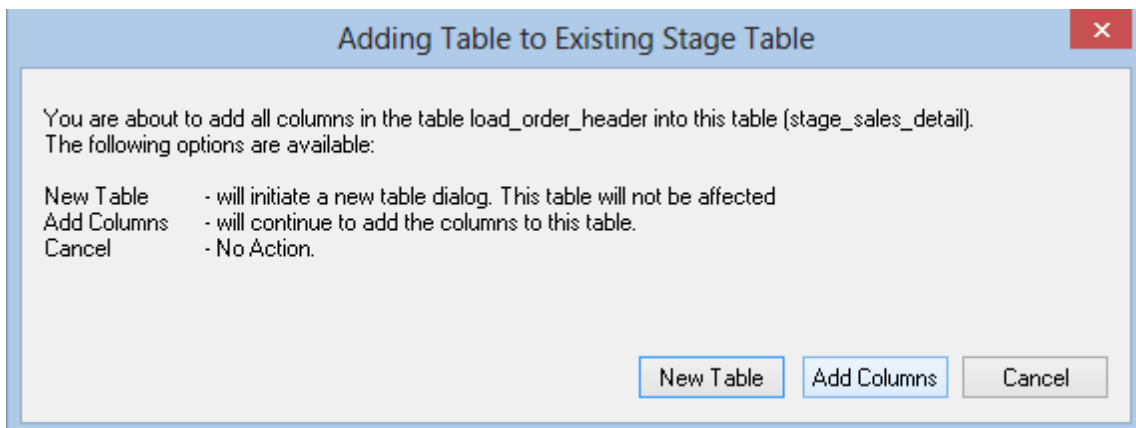 Adding Table to Existing Stage Table
You are about to add all columns in the table load_order_header into this table (stage_sales_detail).
The following options are available:
New Table - will initiate a new table dialog. This table will not be affected
Add Columns - will continue to add the columns to this table.
Cancel - No Action.
New Table Add Columns Cancel